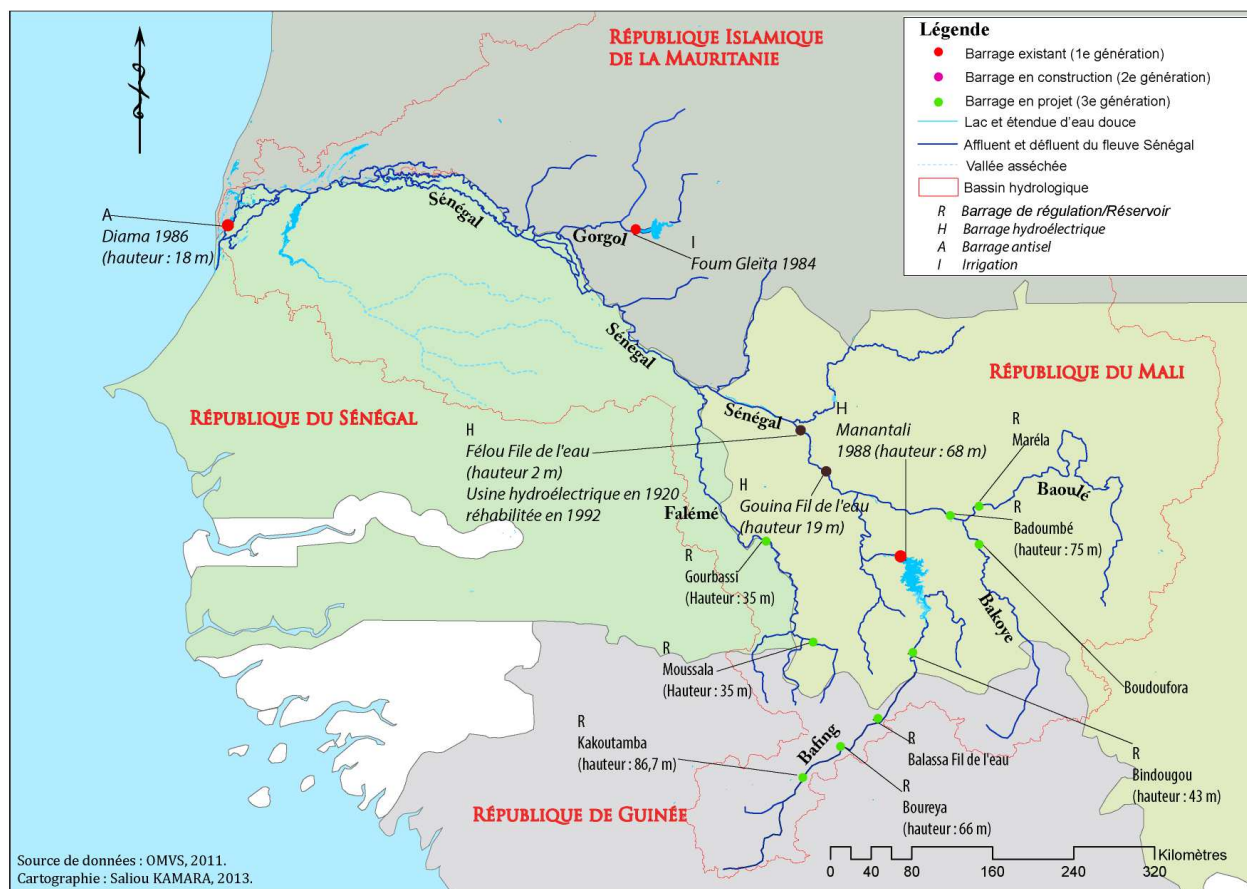 RÉPUBLIQUE ISLAMIQUE
DE LA MAURITANIE
Légende
Barrage existant (1e génération)
Barrage en construction (2e génération)
Barrage en projet (3e génération)
Lac et étendue d'eau douce
Affluent et défluent du fleuve Sénégal
Vallée asséchée
Bassin hydrologique
R Barrage de régulation/Réservoir
H Barrage hydroélectrique
A Barrage antisel
I Irrigation
A
Diama 1986
(hauteur : 18 m)
Sénégal
Gorgol
I
Foum Gleïta 1984
Sénégal
RÉPUBLIQUE DU MALI
RÉPUBLIQUE DU SÉNÉGAL
Sénégal
H
Manantali
1988 (hauteur : 68 m)
R
Maréla
H
Félou File de l'eau
(hauteur 2 m)
Usine hydroélectrique en 1920
réhabilitée en 1992
Baoulé
H
Gouina Fil de l'eau
(hauteur 19 m)
Falémé
R
Badoumbé
(hauteur : 75 m)
R
Gourbassi
(Hauteur : 35 m)
Bakoye
R
Moussala
(Hauteur : 35 m)
Boudoufora
R
Kakoutamba
(hauteur : 86,7 m)
Bafing
R
Balassa Fil de l'eau
R
Bindougou
(hauteur : 43 m)
R
Boureya
(hauteur : 66 m)
RÉPUBLIQUE DE GUINÉE
Source de données : OMVS, 2011.
Cartographie : Saliou KAMARA, 2013.
Kilomètres
0 40 80 160 240 320